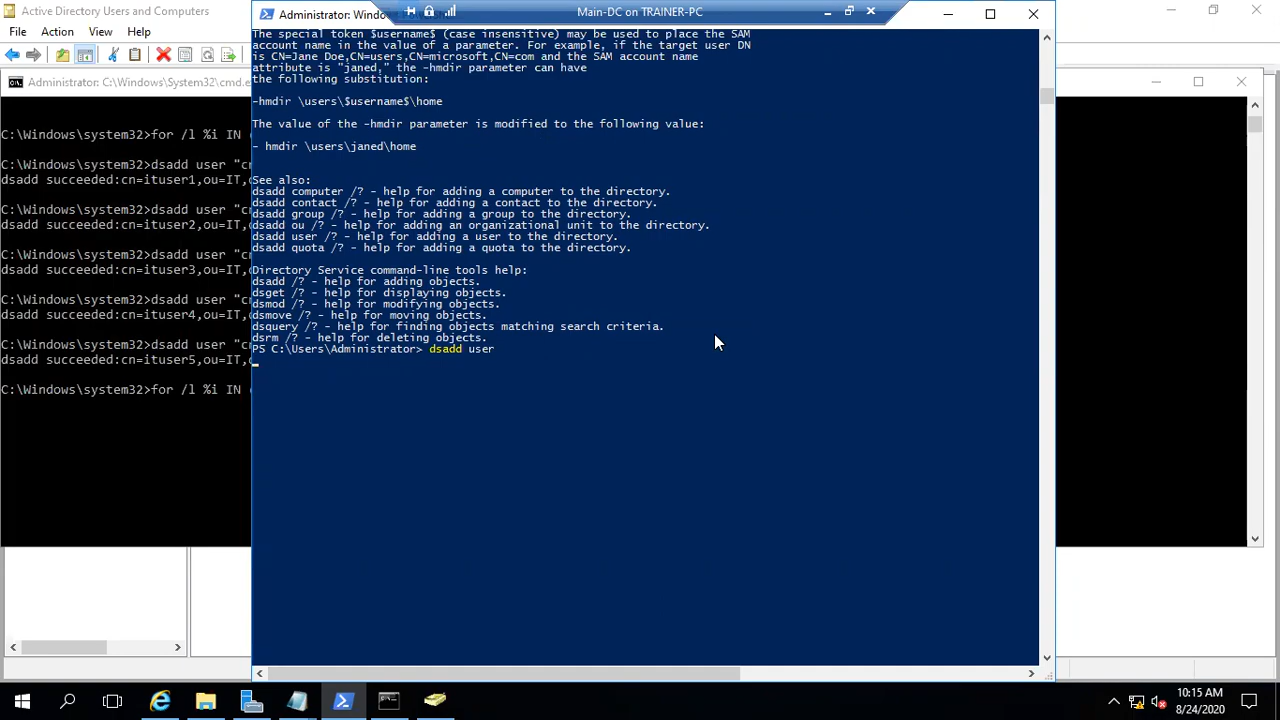 Active Directory Users and Computers
Administrator: Windo
Main-DC on TRAINER-PC
File Action View Help
Administrator: C:\Windows\System32\cmd.e
C:\Windows\system32>for /l %i IN
C:\Windows\system32>dsadd user "c
dsadd succeeded:cn=ituser1,ou=IT,
C:\Windows\system32>dsadd user "c
dsadd succeeded:cn=ituser2,ou=IT,
C:\Windows\system32>dsadd user "c
dsadd succeeded:cn=ituser3,ou=IT,
C:\Windows\system32>dsadd user "c
dsadd succeeded:cn=ituser4,ou=IT,
C:\Windows\system32>dsadd user "c
dsadd succeeded:cn=ituser5,ou=IT,
C:\Windows\system32>for /l %i IN
The special token $username$ (case insensitive) may be used to place the SAM
account name in the value of a parameter. For example, if the target user DN
is CN=Jane Doe,CN=users,CN=microsoft,CN=com and the SAM account name
attribute is "janed," the -hmdir parameter can have
the following substitution:
-hmdir \users\$username$\home
The value of the -hmdir parameter is modified to the following value:
- hmdir \users\janed\home
See also:
dsadd computer /? - help for adding a computer to the directory.
dsadd contact /? - help for adding a contact to the directory.
dsadd group /? - help for adding a group to the directory.
dsadd ou /? - help for adding an organizational unit to the directory.
dsadd user /? - help for adding a user to the directory.
dsadd quota /? - help for adding a quota to the directory.
Directory Service command-line tools help:
dsadd /? - help for adding objects.
dsget /? - help for displaying objects.
dsmod /? - help for modifying objects.
dsmove /? - help for moving objects.
dsquery /? - help for finding objects matching search criteria.
dsrm /? - help for deleting objects.
PS C:\Users\Administrator> dsadd user
10:15 AM
8/24/2020